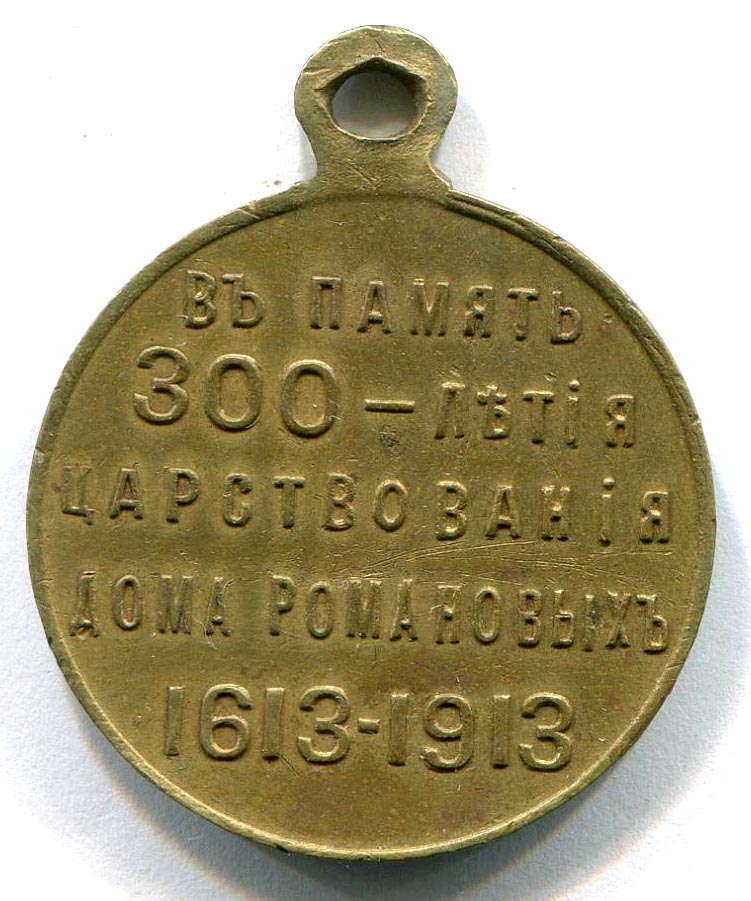 ВЪ ПАМЯТЬ
300 — ЛѢТІЯ
ЦАРСТВОВАНІЯ
ДОМА РОМАНОВЫХЪ
1613-1913